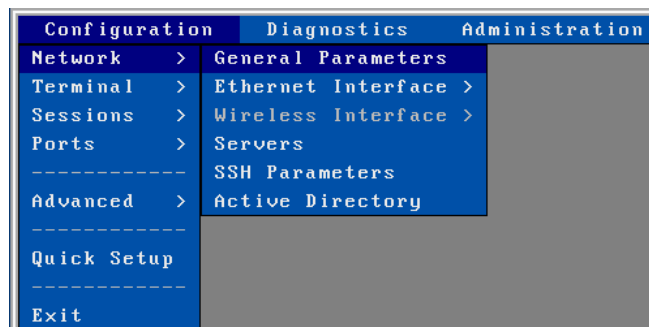 Configuration Diagnostics Administration
Network > General Parameters
Terminal > Ethernet Interface >
Sessions > Wireless Interface >
Ports > Servers
------------ SSH Parameters
Advanced > Active Directory
------------
Quick Setup
------------
Exit